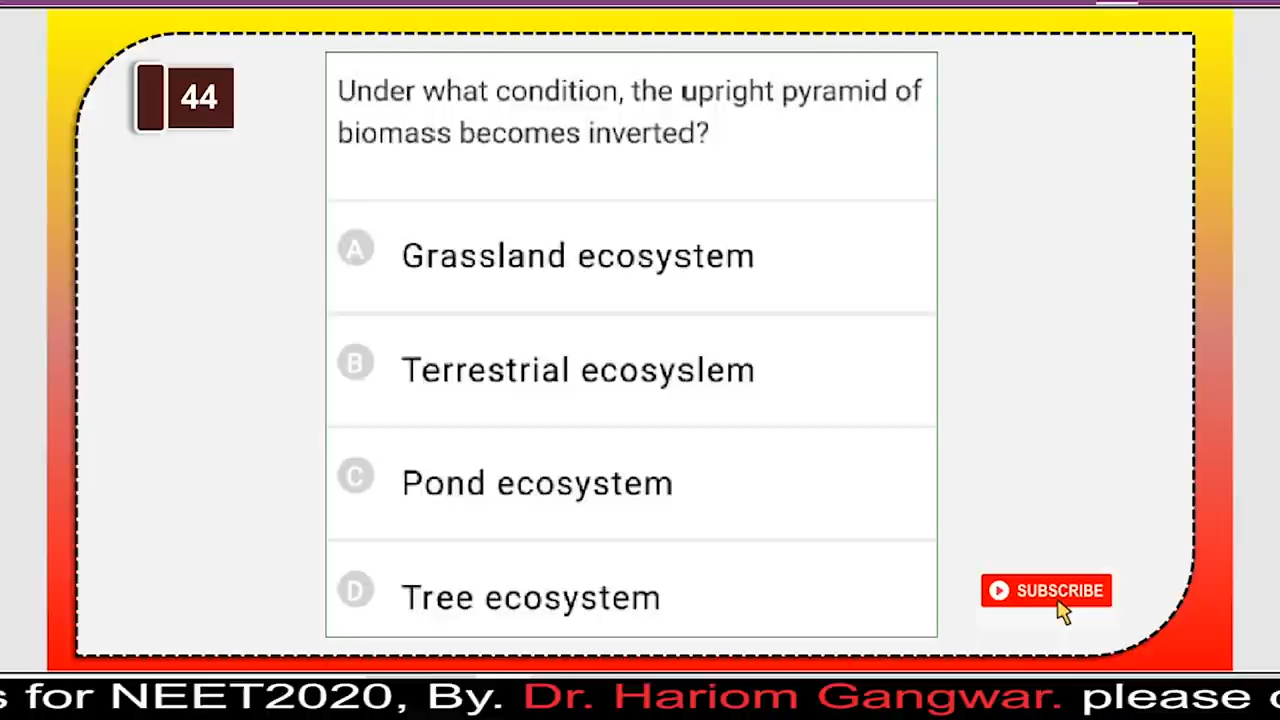 44
Under what condition, the upright pyramid of
biomass becomes inverted?
A Grassland ecosystem
B Terrestrial ecosyslem
C Pond ecosystem
D Tree ecosystem
SUBSCRIBE
s for NEET2020, By. Dr. Hariom Gangwar. please